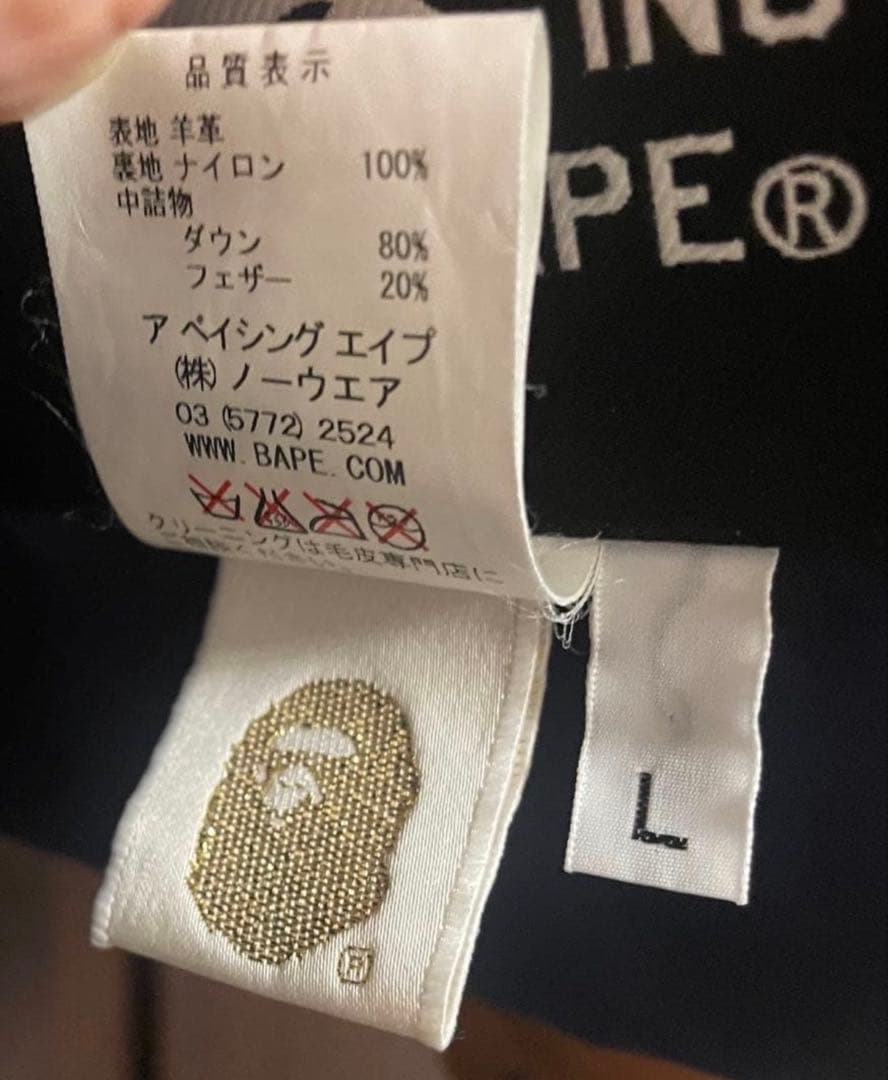 ING
APE®
品質表示
表地 羊革
裏地 ナイロン 100%
中詰物
ダウン 80%
フェザー 20%
ア ベイシング エイプ
(株) ノーウエア
03 (5772) 2524
WWW. BAPE. COM
クリーニングは毛皮専門店に
L